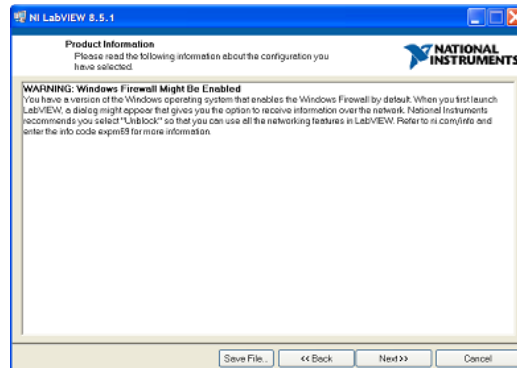 NI LabVIEW 8.5.1
Product Information
Please read the following information about the configuration you
have selected.
NATIONAL
INSTRUMENTS
WARNING: Windows Firewall Might Be Enabled
You have a version of the Windows operating system that enables the Windows Firewall by default. When you first launch
LabVIEW, a dialog might appear that gives you the option to receive information over the network. National Instruments
recommends you select "Unblock" so that you can use all the networking features in LabVIEW. Refer to ni.com/info and
enter the info code expm59 for more information.
Save File...
<< Back
Next >>
Cancel